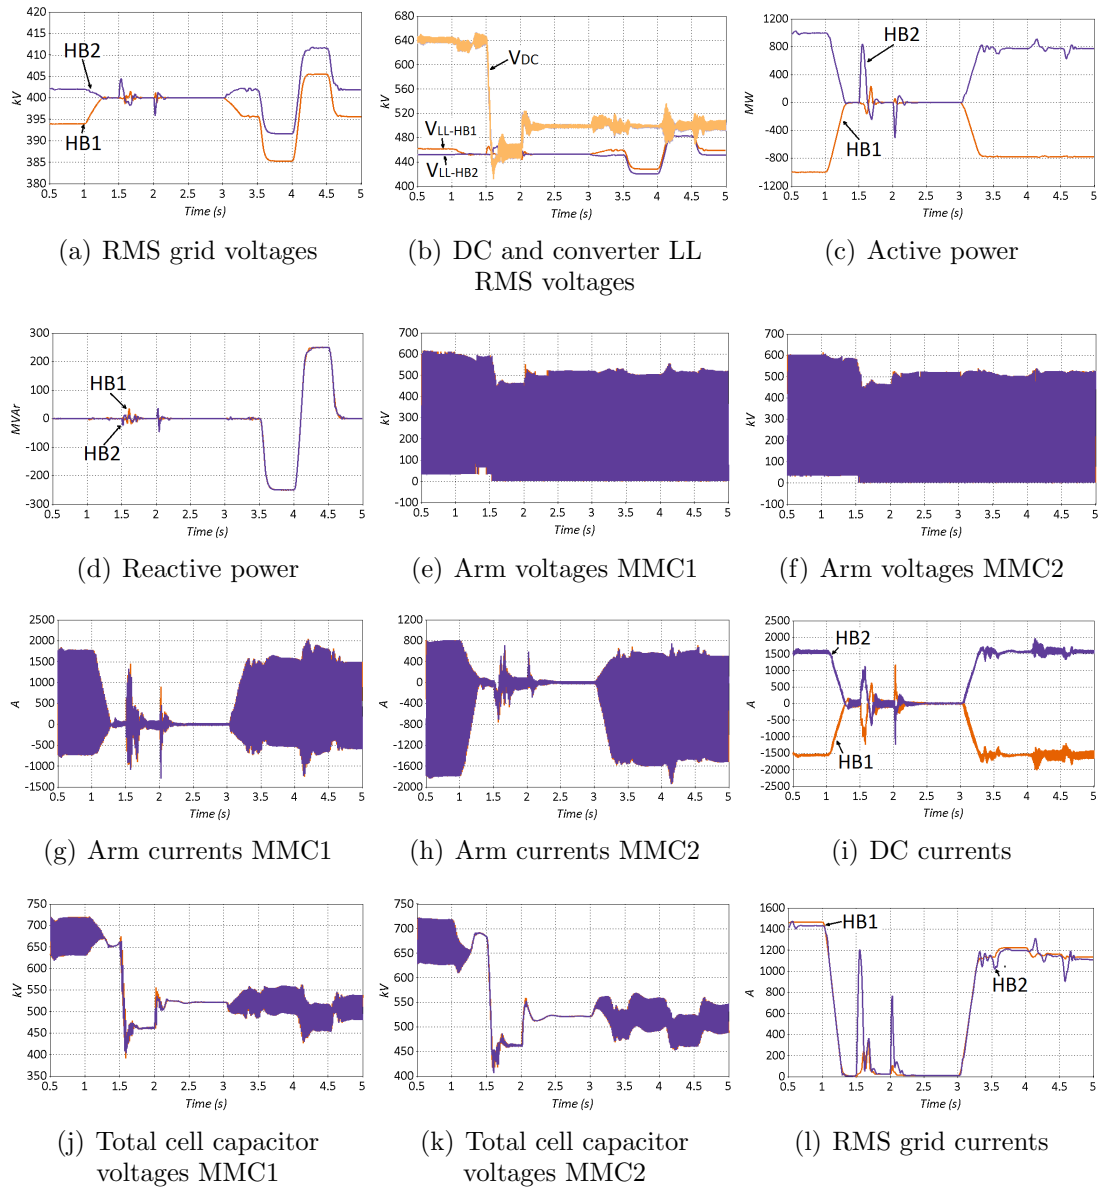 420
415
410
405
400
395
390
385
380
kV
HB2
HB1
0.5 1 1.5 2 2.5 3 3.5 4 4.5 5
Time (s)
(a) RMS grid voltages
680
640
600
560
520
480
440
400
kV
VDC
VLL-HB1
VLL-HB2
0.5 1 1.5 2 2.5 3 3.5 4 4.5 5
Time (s)
(b) DC and converter LL
RMS voltages
1200
800
400
0
-400
-800
-1200
MW
HB2
HB1
0.5 1 1.5 2 2.5 3 3.5 4 4.5 5
Time (s)
(c) Active power
300
200
100
0
-100
-200
-300
MVAr
HB1
HB2
0.5 1 1.5 2 2.5 3 3.5 4 4.5 5
Time (s)
(d) Reactive power
700
600
500
400
300
200
100
0
-100
kV
0.5 1 1.5 2 2.5 3 3.5 4 4.5 5
Time (s)
(e) Arm voltages MMC1
700
600
500
400
300
200
100
0
-100
kV
0.5 1 1.5 2 2.5 3 3.5 4 4.5 5
Time (s)
(f) Arm voltages MMC2
2500
2000
1500
1000
500
0
-500
-1000
-1500
A
0.5 1 1.5 2 2.5 3 3.5 4 4.5 5
Time (s)
(g) Arm currents MMC1
1200
800
400
0
-400
-800
-1200
-1600
-2000
A
0.5 1 1.5 2 2.5 3 3.5 4 4.5 5
Time (s)
(h) Arm currents MMC2
2500
2000
1500
1000
500
0
-500
-1000
-1500
-2000
-2500
A
HB2
HB1
0.5 1 1.5 2 2.5 3 3.5 4 4.5 5
Time (s)
(i) DC currents
750
700
650
600
550
500
450
400
350
kV
0.5 1 1.5 2 2.5 3 3.5 4 4.5 5
Time (s)
(j) Total cell capacitor
voltages MMC1
750
700
650
600
550
500
450
400
kV
0.5 1 1.5 2 2.5 3 3.5 4 4.5 5
Time (s)
(k) Total cell capacitor
voltages MMC2
1600
1400
1200
1000
800
600
400
200
0
A
HB1
HB2
0.5 1 1.5 2 2.5 3 3.5 4 4.5 5
Time (s)
(l) RMS grid currents